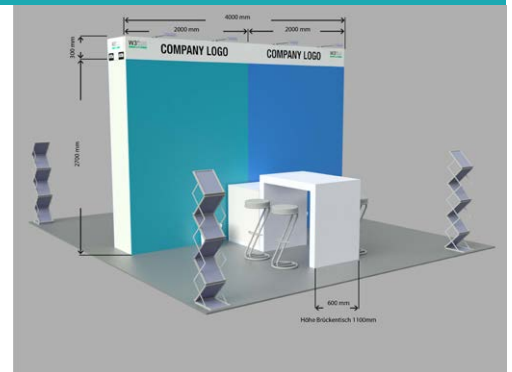 4000 mm
2000 mm
2000 mm
300 mm
COMPANY LOGO
COMPANY LOGO
2700 mm
600 mm
Höhe Brückentisch 1100mm